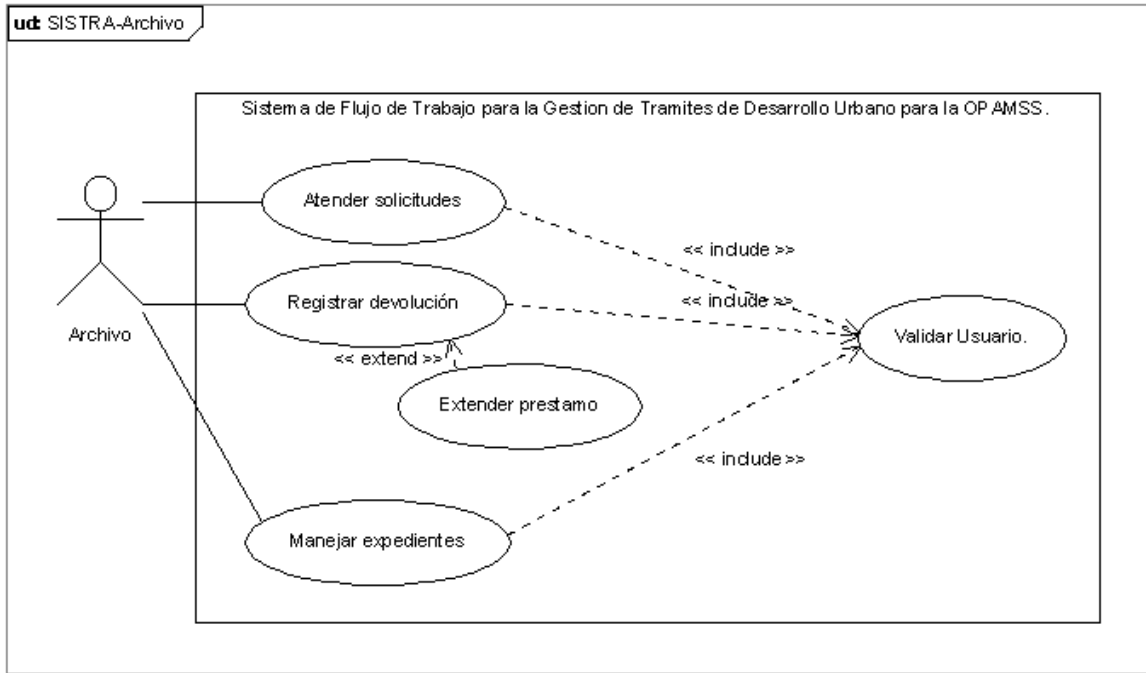 uc: SISTRA-Archivo
Sistema de Flujo de Trabajo para la Gestion de Tramites de Desarrollo Urbano para la OPAMSS.
Atender solicitudes
<< include >>
Registrar devolución
<< include >>
Archivo
Validar Usuario.
<< extend >>
Extender prestamo
<< include >>
Manejar expedientes